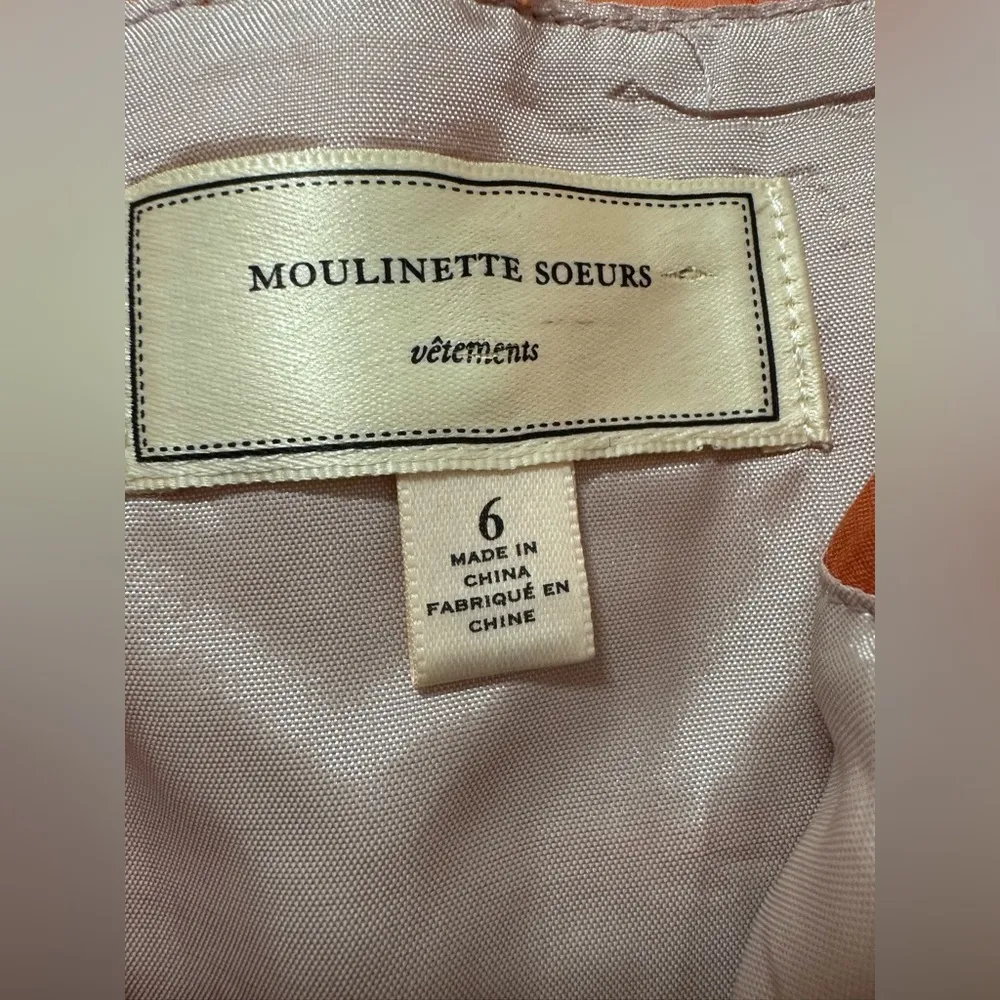 MOULINETTE SOEURS
vêtements
6
MADE IN
CHINA
FABRIQUÉ EN
CHINE